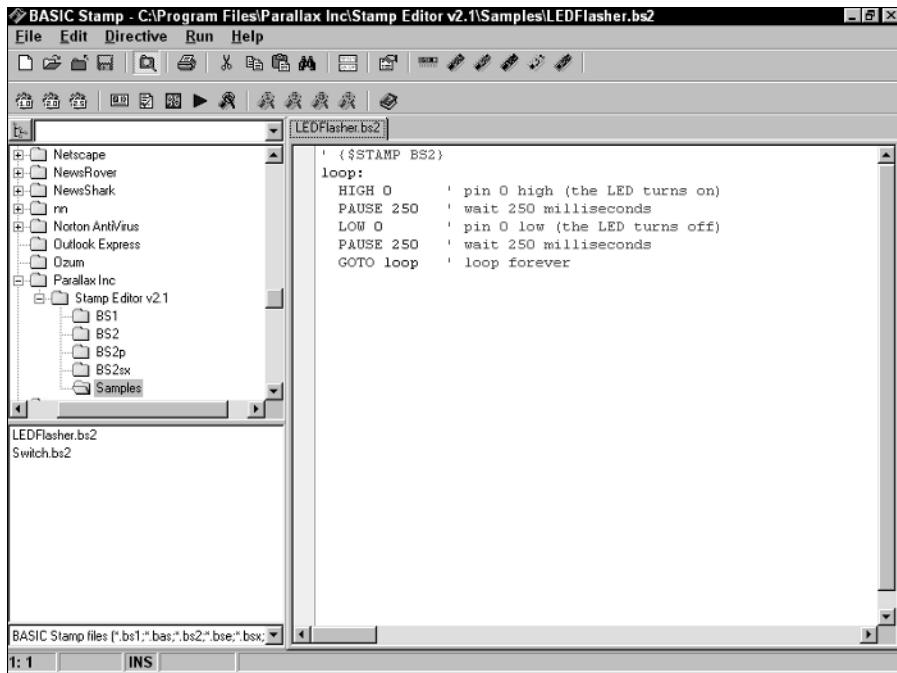 BASIC Stamp - C:\Program Files\Parallax Inc\Stamp Editor v2.1\Samples\LEDFlasher.bs2
File Edit Directive Run Help
LEDFlasher.bs2
Netscape
NewsRover
NewsShark
nn
Norton AntiVirus
Outlook Express
Ozum
Parallax Inc
Stamp Editor v2.1
BS1
BS2
BS2p
BS2sx
Samples
' {$STAMP BS2}
loop:
HIGH 0 ' pin 0 high (the LED turns on)
PAUSE 250 ' wait 250 milliseconds
LOW 0 ' pin 0 low (the LED turns off)
PAUSE 250 ' wait 250 milliseconds
GOTO loop ' loop forever
LEDFlasher.bs2
Switch.bs2
BASIC Stamp files (*.bs1;*.bas;*.bs2;*.bse;*.bsx;
1: 1 INS